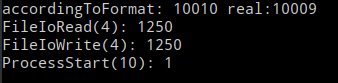 accordingToFormat: 10010 real:10009
FileIoRead(4): 1250
FileIoWrite(4): 1250
ProcessStart(10): 1